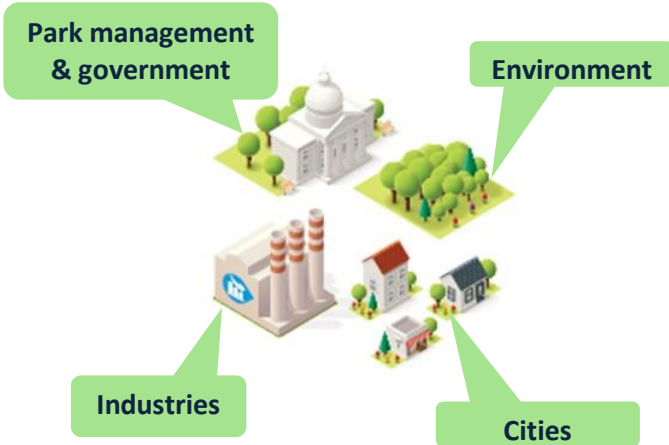 Park management
& government
Environment
Industries
Cities